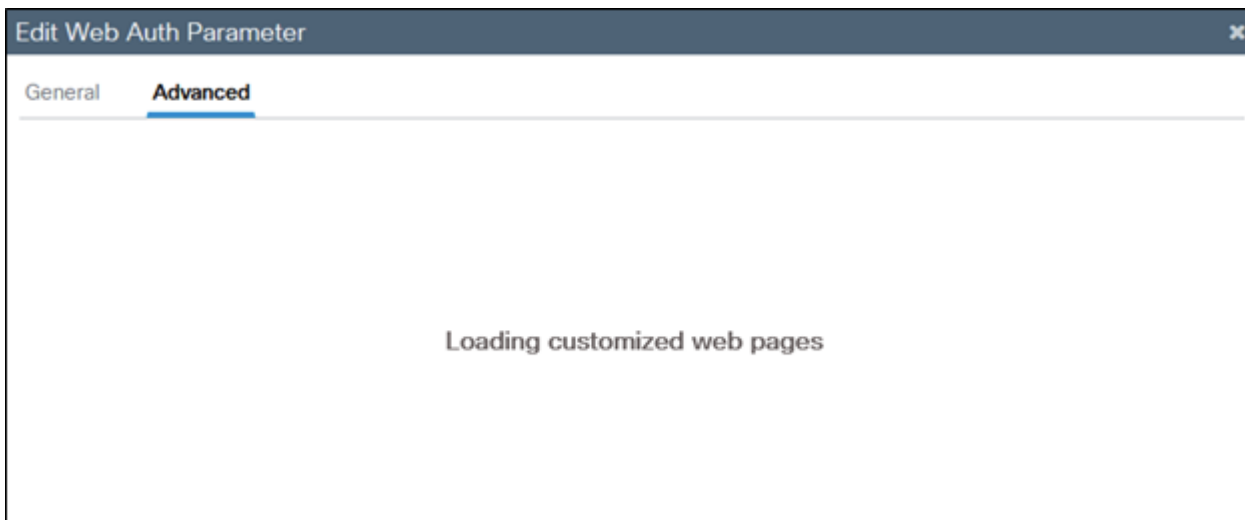 Edit Web Auth Parameter
General Advanced
Loading customized web pages